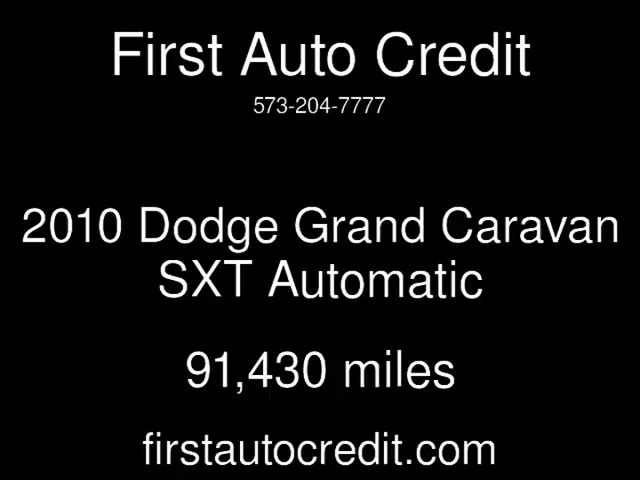 First Auto Credit
573-204-7777
2010 Dodge Grand Caravan
SXT Automatic
91,430 miles
firstautocredit.com